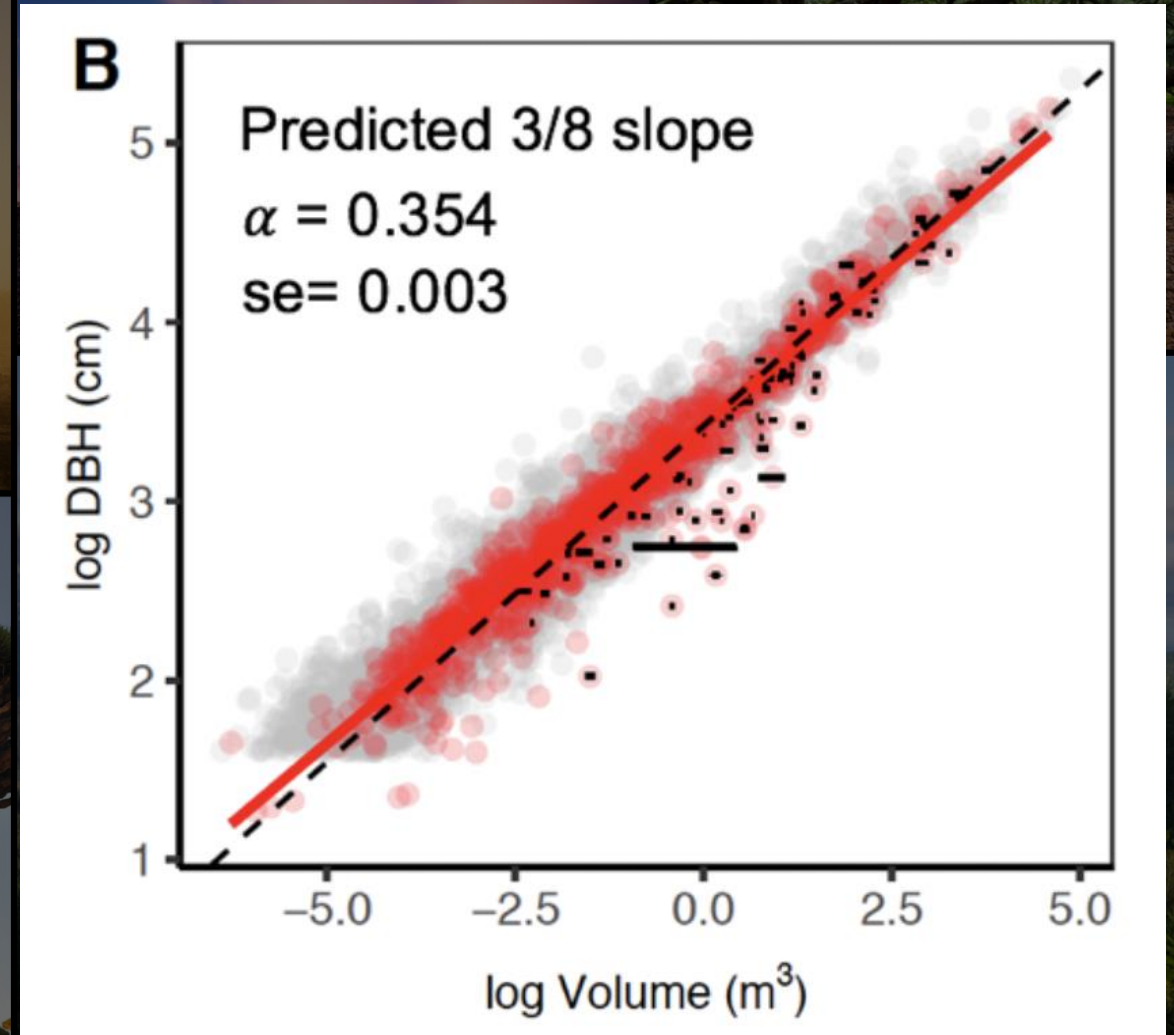 B
Predicted 3/8 slope
α = 0.354
se= 0.003
5
4
3
2
1
log DBH (cm)
−5.0 −2.5 0.0 2.5 5.0
log Volume (m³)